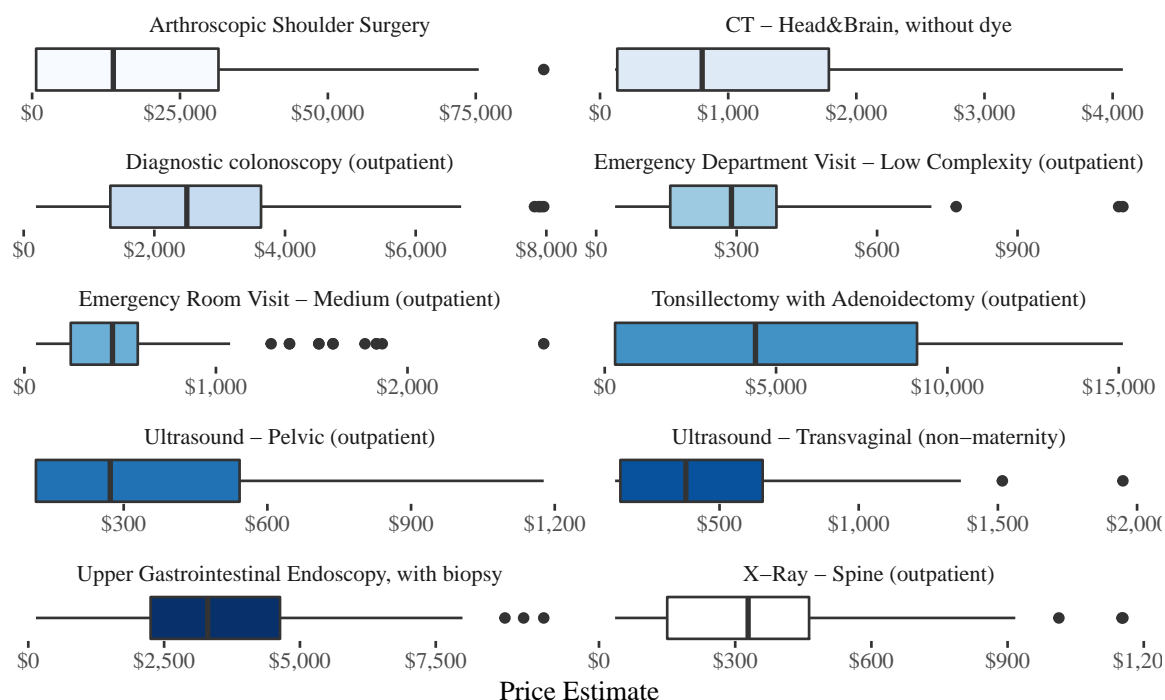 Arthroscopic Shoulder Surgery
CT – Head&Brain, without dye
$0 $25,000 $50,000 $75,000
$0 $1,000 $2,000 $3,000 $4,000
Diagnostic colonoscopy (outpatient)
Emergency Department Visit – Low Complexity (outpatient)
$0 $2,000 $4,000 $6,000 $8,000
$0 $300 $600 $900
Emergency Room Visit – Medium (outpatient)
Tonsillectomy with Adenoidectomy (outpatient)
$0 $1,000 $2,000
$0 $5,000 $10,000 $15,000
Ultrasound – Pelvic (outpatient)
Ultrasound – Transvaginal (non–maternity)
$300 $600 $900 $1,200
$500 $1,000 $1,500 $2,000
Upper Gastrointestinal Endoscopy, with biopsy
X–Ray – Spine (outpatient)
$0 $2,500 $5,000 $7,500
$0 $300 $600 $900 $1,20
Price Estimate